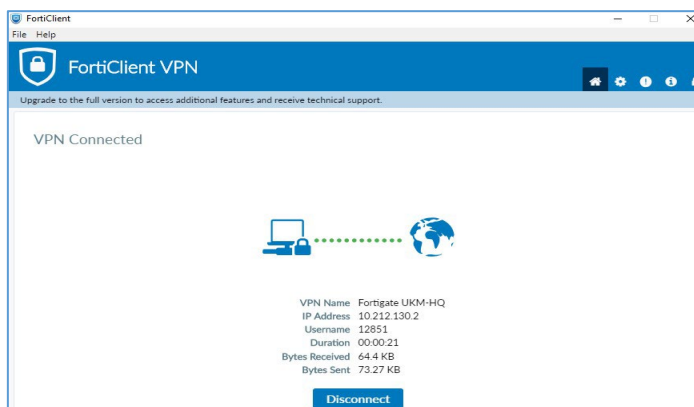 FortiClient
File Help
FortiClient VPN
Upgrade to the full version to access additional features and receive technical support.
VPN Connected
VPN Name Fortigate UKM-HQ
IP Address 10.212.130.2
Username 12851
Duration 00:00:21
Bytes Received 64.4 KB
Bytes Sent 73.27 KB
Disconnect